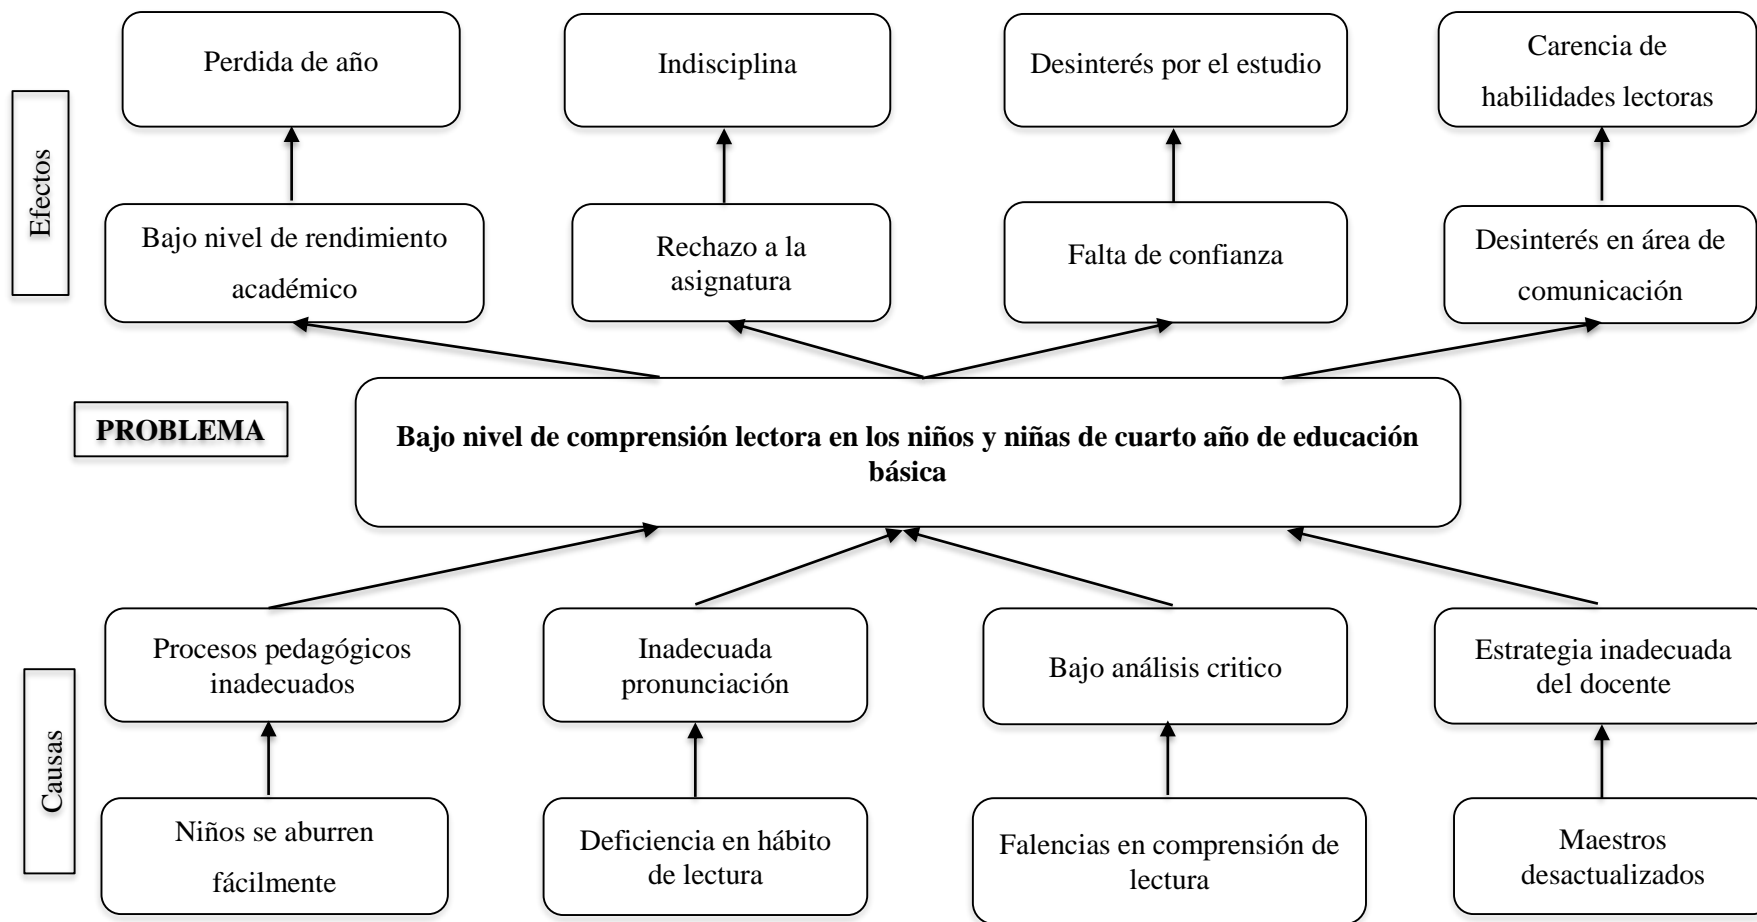 Perdida de año
Indisciplina
Desinterés por el estudio
Carencia de
habilidades lectoras
Efectos
Bajo nivel de rendimiento
académico
Rechazo a la
asignatura
Falta de confianza
Desinterés en área de
comunicación
PROBLEMA
Bajo nivel de comprensión lectora en los niños y niñas de cuarto año de educación
básica
Procesos pedagógicos
inadecuados
Inadecuada
pronunciación
Bajo análisis critico
Estrategia inadecuada
del docente
Causas
Niños se aburren
fácilmente
Deficiencia en hábito
de lectura
Falencias en comprensión de
lectura
Maestros
desactualizados